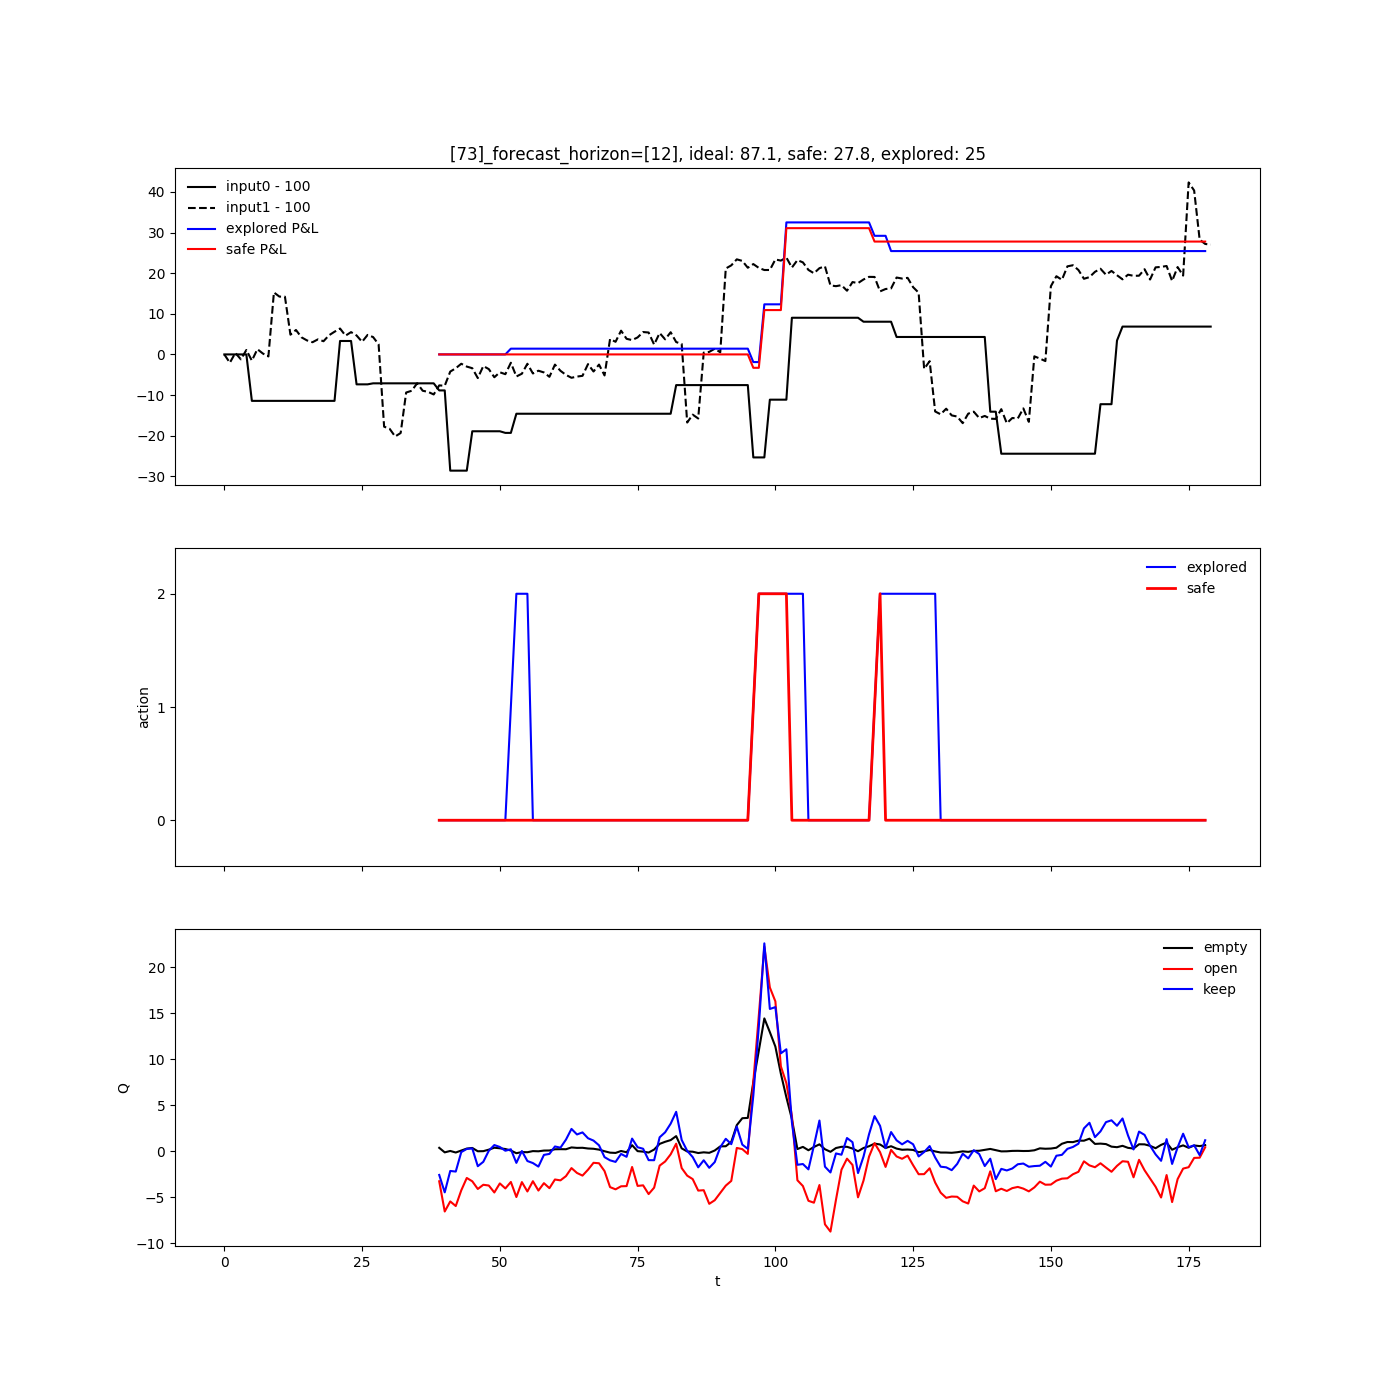 [73]_forecast_horizon=[12], ideal: 87.1, safe: 27.8, explored: 25
input0 - 100
input1 - 100
explored P&L
safe P&L
40
30
20
10
0
−10
−20
−30
explored
safe
2
1
0
action
empty
open
keep
20
15
10
5
0
−5
−10
Q
0 25 50 75 100 125 150 175
t